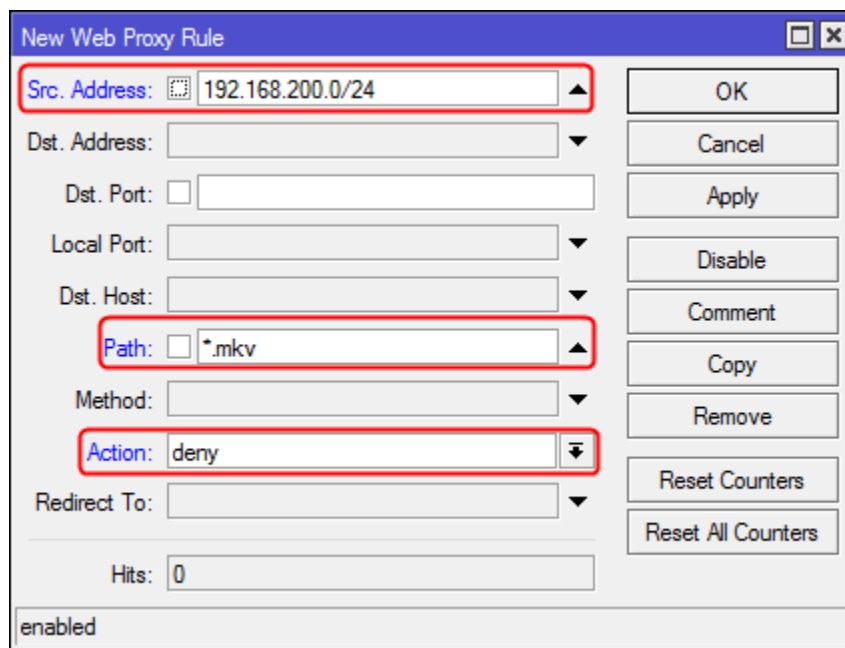 New Web Proxy Rule
Src. Address: 192.168.200.0/24
OK
Dst. Address:
Cancel
Dst. Port:
Apply
Local Port:
Disable
Dst. Host:
Comment
Path: *.mkv
Copy
Method:
Remove
Action: deny
Reset Counters
Redirect To:
Reset All Counters
Hits: 0
enabled